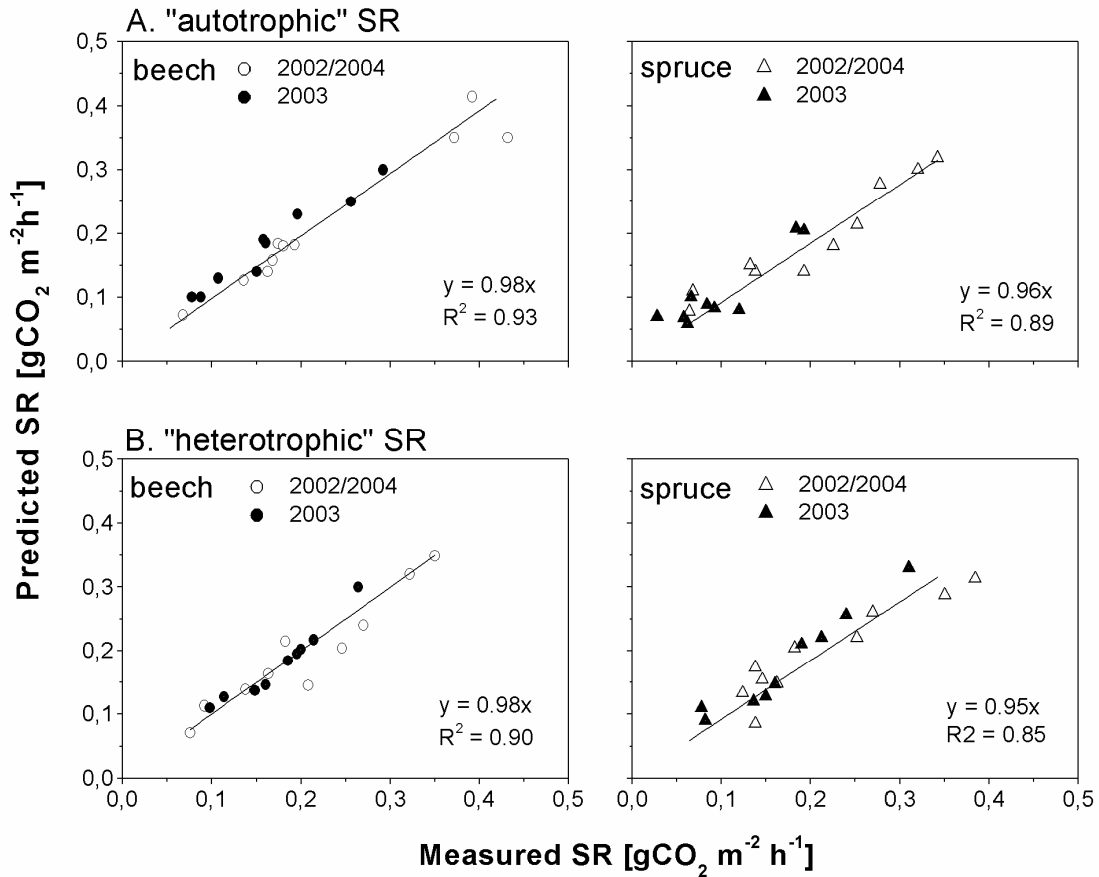 A. "autotrophic" SR
0,5
0,4
0,3
0,2
0,1
0,0
beech
2002/2004
2003
y = 0.98x
R² = 0.93
spruce
2002/2004
2003
y = 0.96x
R² = 0.89
Predicted SR [gCO₂ m⁻²h⁻¹]
B. "heterotrophic" SR
0,5
0,4
0,3
0,2
0,1
0,0
beech
2002/2004
2003
y = 0.98x
R² = 0.90
0,0 0,1 0,2 0,3 0,4 0,5
spruce
2002/2004
2003
y = 0.95x
R2 = 0.85
0,0 0,1 0,2 0,3 0,4 0,5
Measured SR [gCO₂ m⁻² h⁻¹]